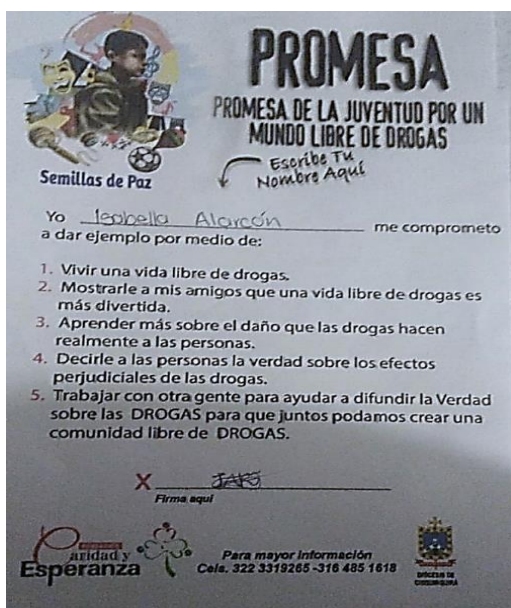 PROMESA
PROMESA DE LA JUVENTUD POR UN
MUNDO LIBRE DE DROGAS
Escribe Tu
Nombre Aquí
Semillas de Paz
Yo Isabella Alarcón me comprometo
a dar ejemplo por medio de:
1. Vivir una vida libre de drogas.
2. Mostrarle a mis amigos que una vida libre de drogas es
más divertida.
3. Aprender más sobre el daño que las drogas hacen
realmente a las personas.
4. Decirle a las personas la verdad sobre los efectos
perjudiciales de las drogas.
5. Trabajar con otra gente para ayudar a difundir la Verdad
sobre las DROGAS para que juntos podamos crear una
comunidad libre de DROGAS.
X
Firma aquí
Caridad y
Esperanza
Para mayor información
Cels. 322 3319265 -316 485 1618
DIÓCESIS DE
CHIQUINQUIRÁ